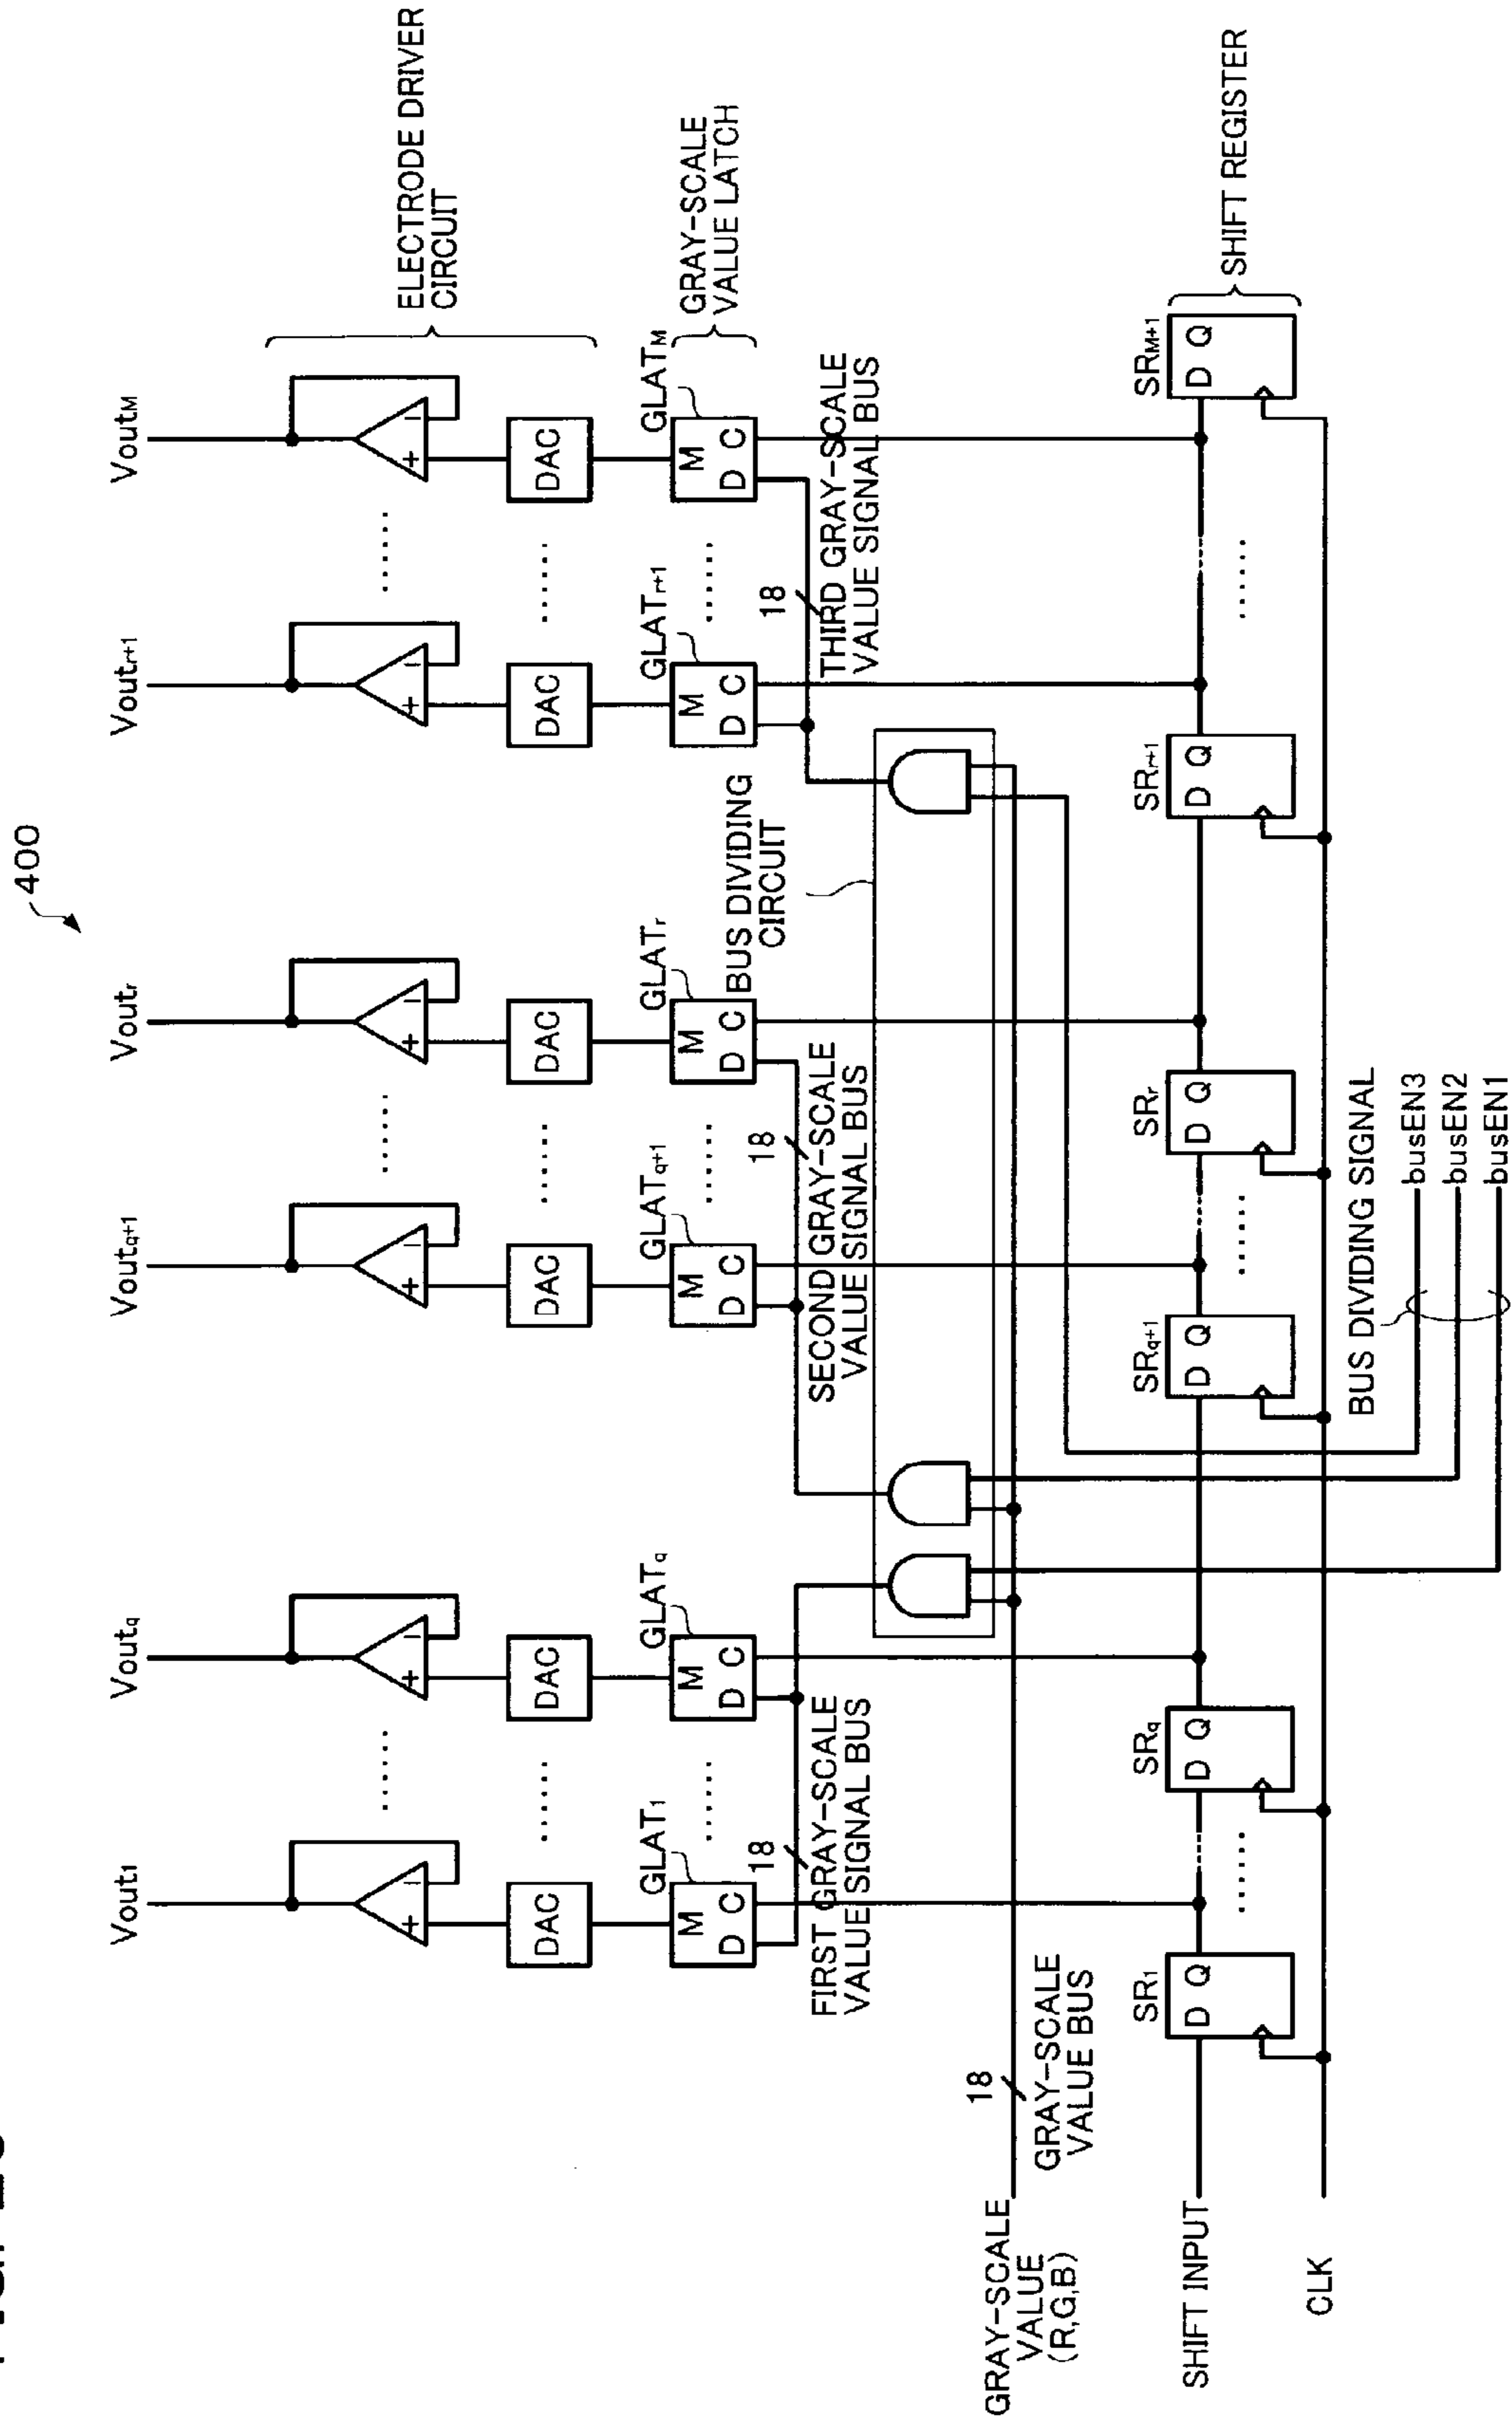 400
Vout1
Voutq
Voutq+1
Voutr
Voutr+1
VoutM
ELECTRODE DRIVER
CIRCUIT
+ −
+ −
+ −
+ −
+ −
+ −
......
......
......
DAC
......
DAC
DAC
......
DAC
DAC
......
DAC
GLAT1
GLATq
GLATq+1
GLATr
GLATr+1
GLATM
GRAY-SCALE
VALUE LATCH
M
D C
......
M
D C
M
D C
......
M
D C
M
D C
......
M
D C
18
FIRST GRAY-SCALE
VALUE SIGNAL BUS
18
SECOND GRAY-SCALE
VALUE SIGNAL BUS
BUS DIVIDING
CIRCUIT
18
THIRD GRAY-SCALE
VALUE SIGNAL BUS
GRAY-SCALE
VALUE
(R,G,B)
18
GRAY-SCALE
VALUE BUS
SHIFT INPUT
SR1
D Q
......
SRq
D Q
SRq+1
D Q
......
SRr
D Q
SRr+1
D Q
......
SRM+1
D Q
SHIFT REGISTER
CLK
BUS DIVIDING SIGNAL
busEN3
busEN2
busEN1